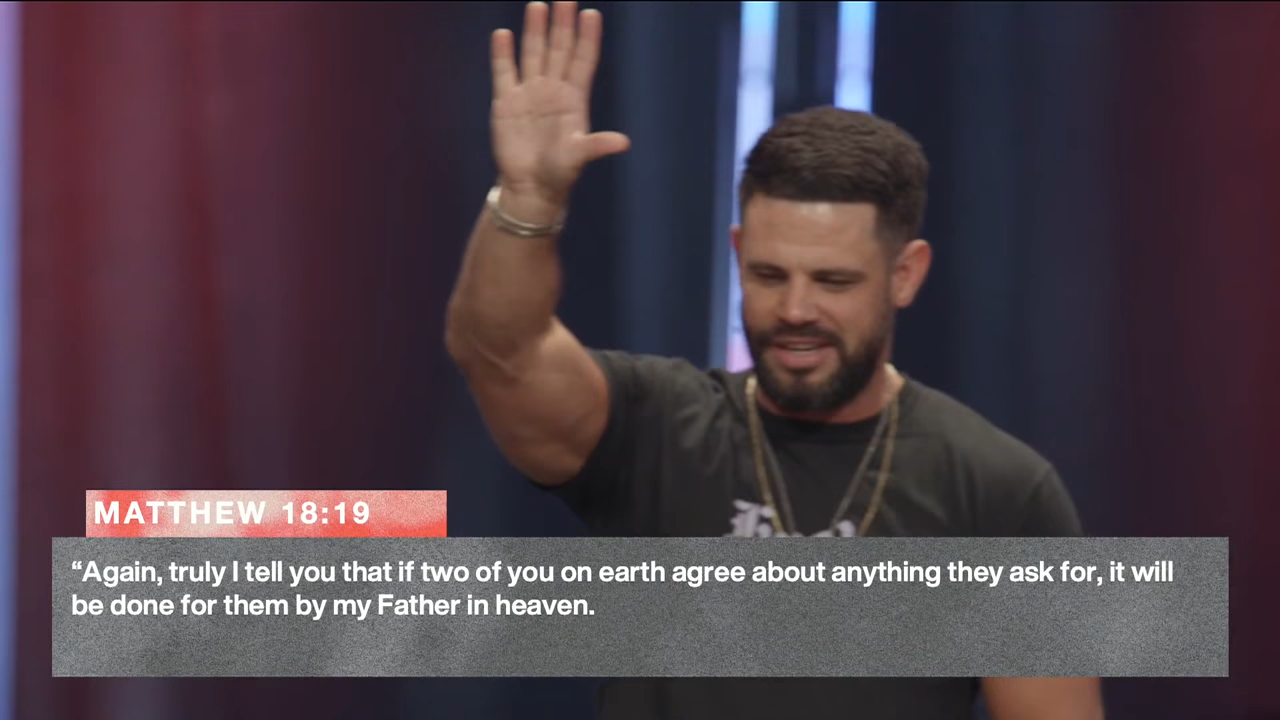 MATTHEW 18:19
“Again, truly I tell you that if two of you on earth agree about anything they ask for, it will
be done for them by my Father in heaven.